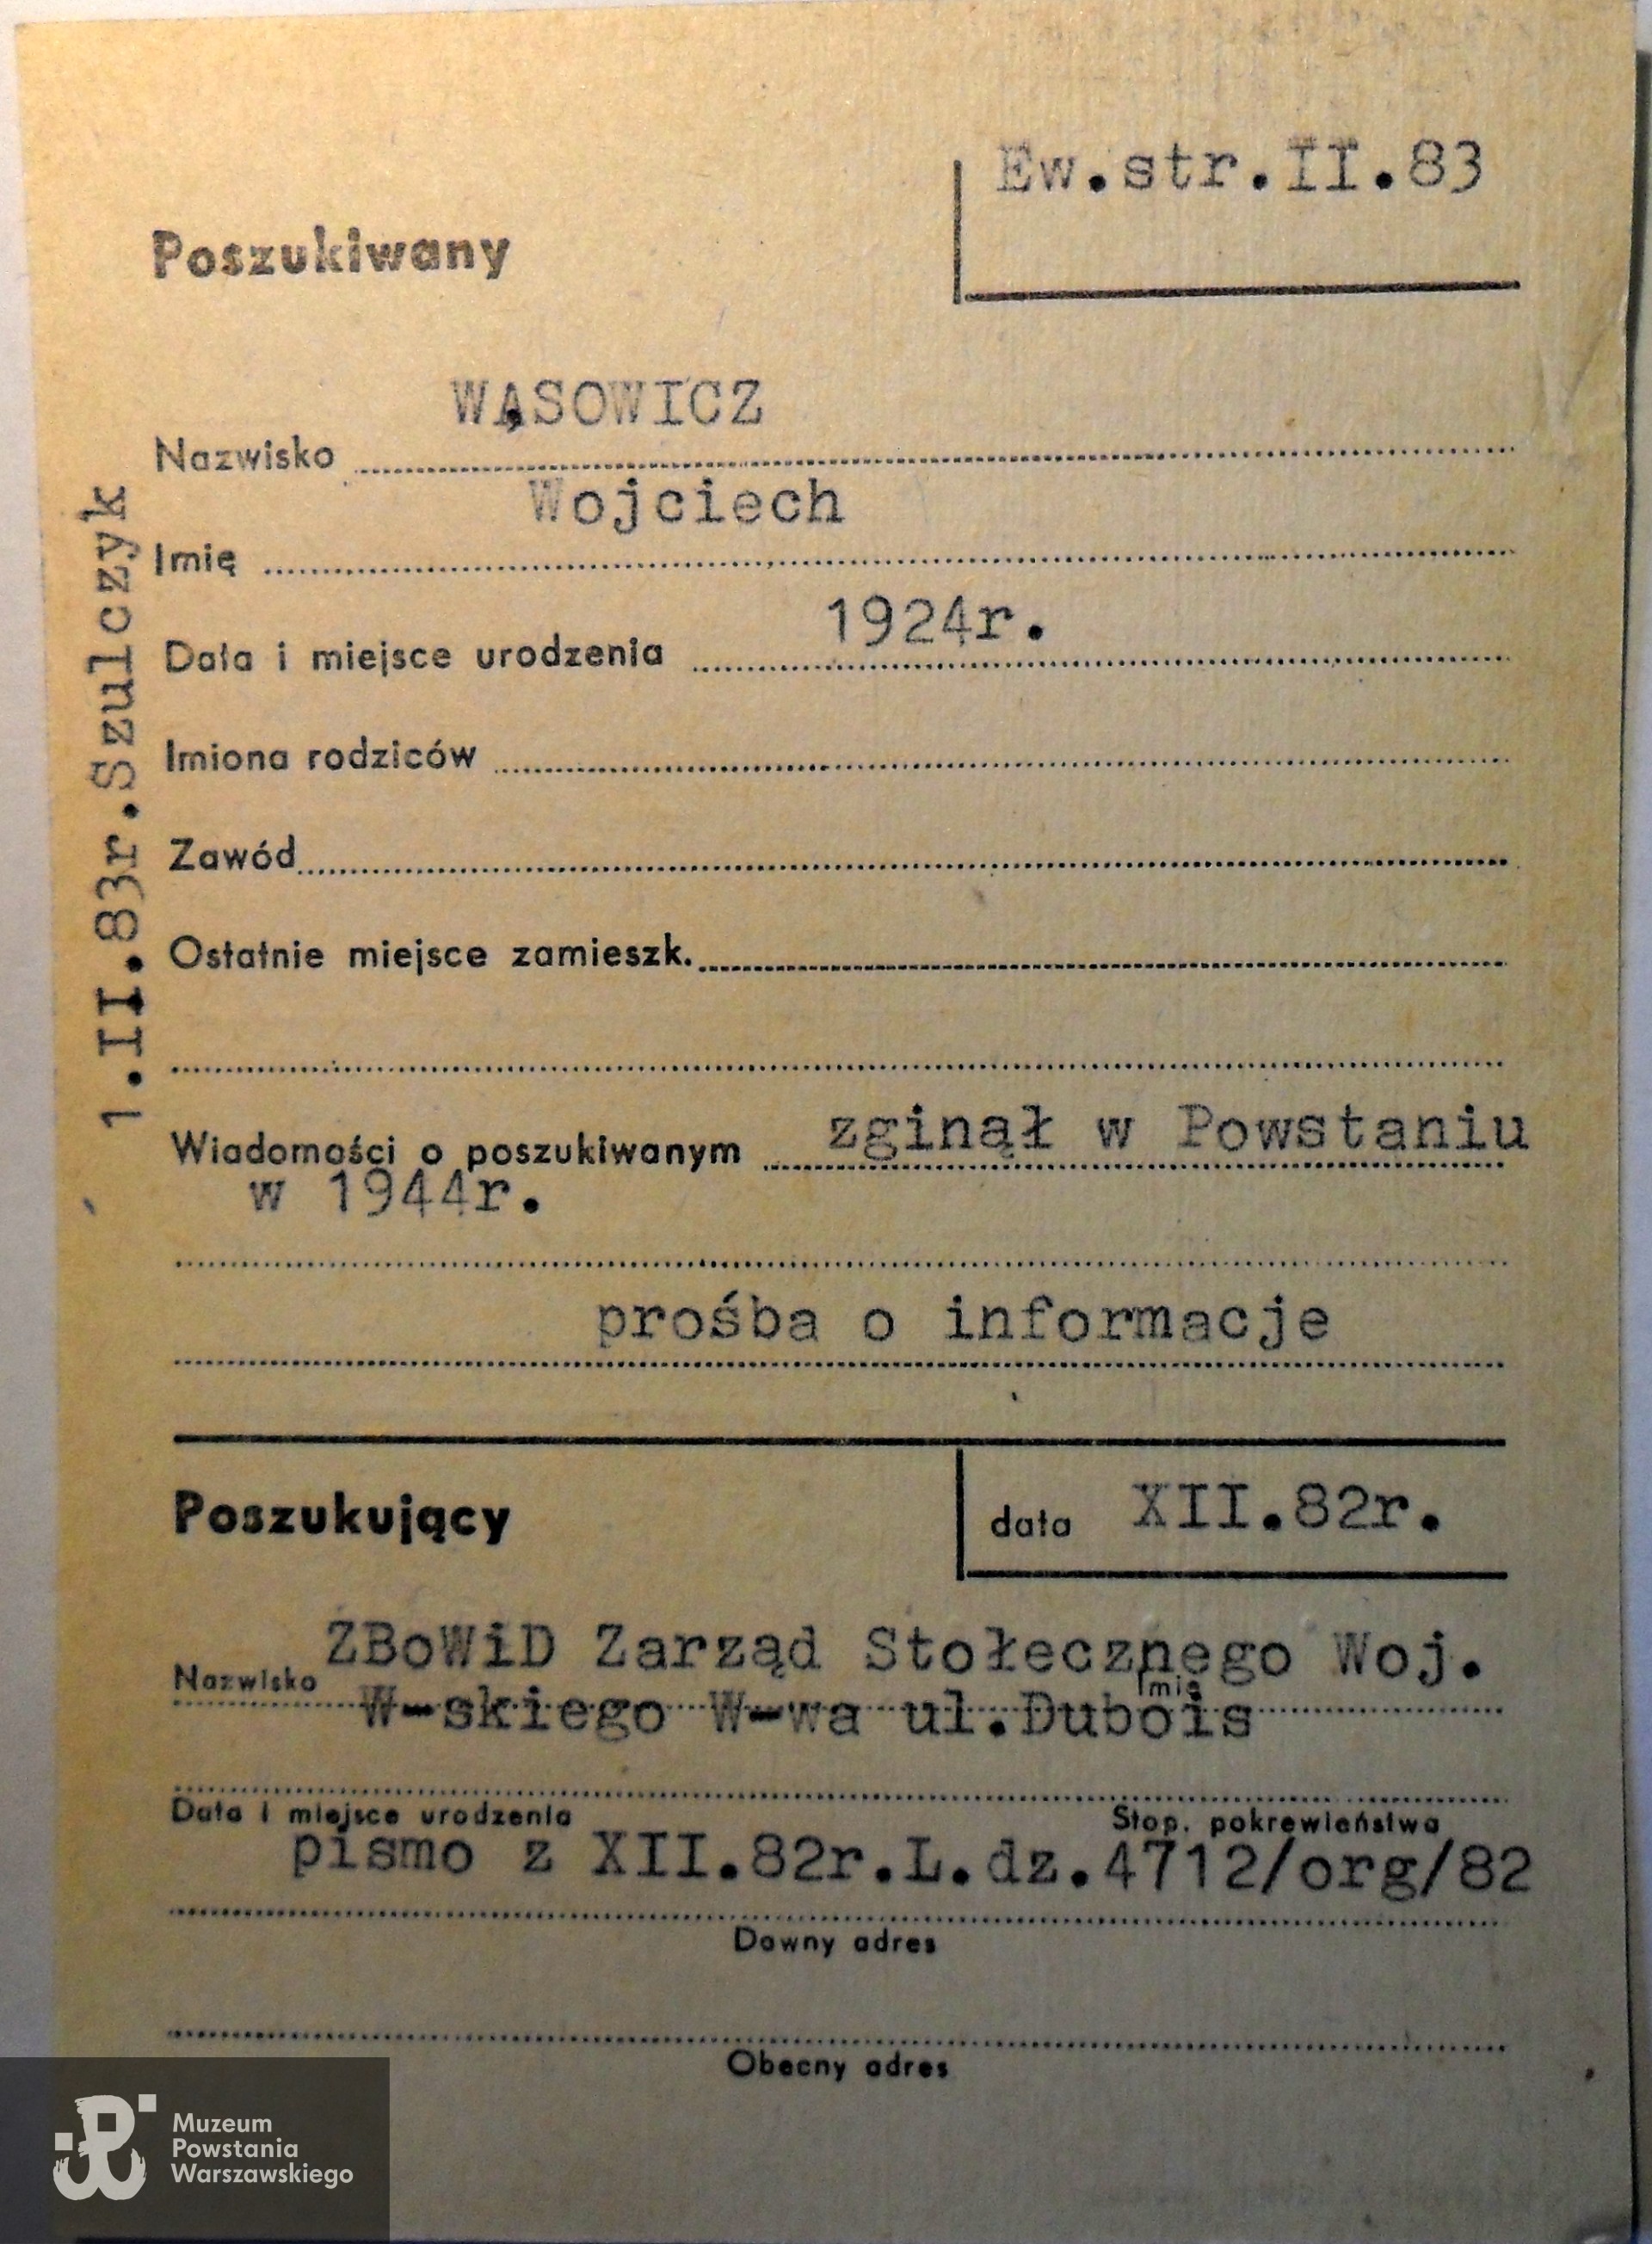 Ew.str.II.83
Poszukiwany
WĄSOWICZ
Nazwisko
Wojciech
Imię
1924r.
Data i miejsce urodzenia
Imiona rodziców
Zawód
Ostatnie miejsce zamieszk.
Wiadomości o poszukiwanym zginął w Powstaniu
w 1944r.
prośba o informacje
1.II.83r.Szulczyk
Poszukujący
data XII.82r.
ZBoWiD Zarząd Stołecznego Woj.
Nazwisko Imię
W-skiego W-wa ul.Dubois
Data i miejsce urodzenia Stop. pokrewieństwa
pismo z XII.82r.L.dz.4712/org/82
Dawny adres
Obecny adres
Muzeum
Powstania
Warszawskiego